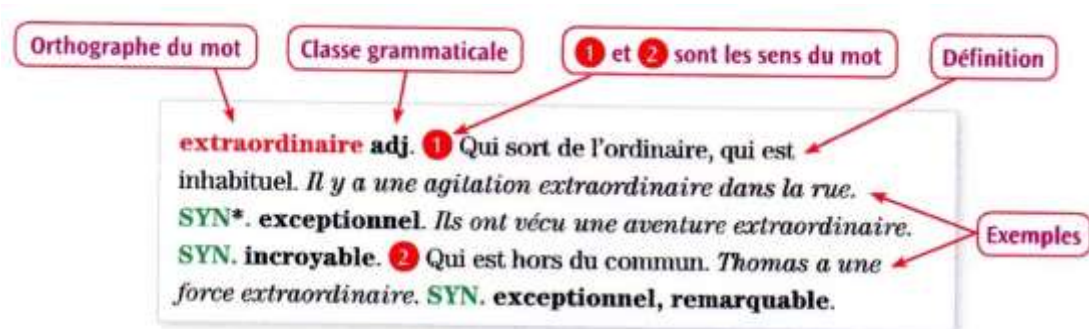 Orthographe du mot
Classe grammaticale
1 et 2 sont les sens du mot
Définition
extraordinaire adj. 1 Qui sort de l'ordinaire, qui est
inhabituel. Il y a une agitation extraordinaire dans la rue.
SYN*. exceptionnel. Ils ont vécu une aventure extraordinaire.
SYN. incroyable. 2 Qui est hors du commun. Thomas a une
force extraordinaire. SYN. exceptionnel, remarquable.
Exemples